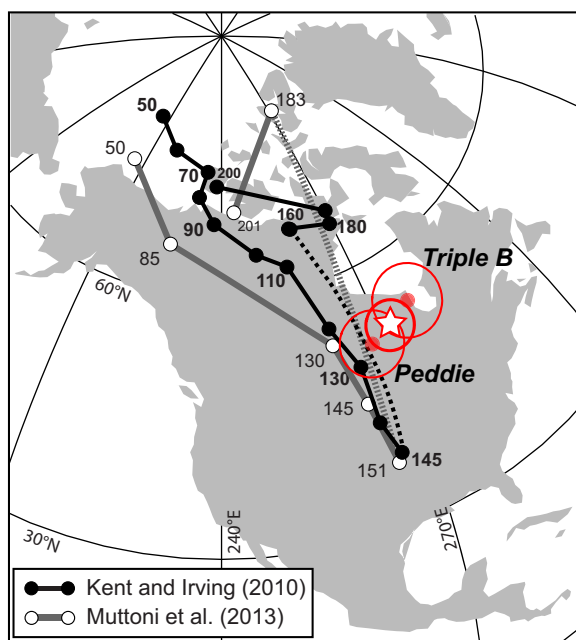 183
50
50
70
200
201
160
180
90
85
110
Triple B
60°N
130
130
Peddie
145
145
151
30°N
240°E
270°E
Kent and Irving (2010)
Muttoni et al. (2013)